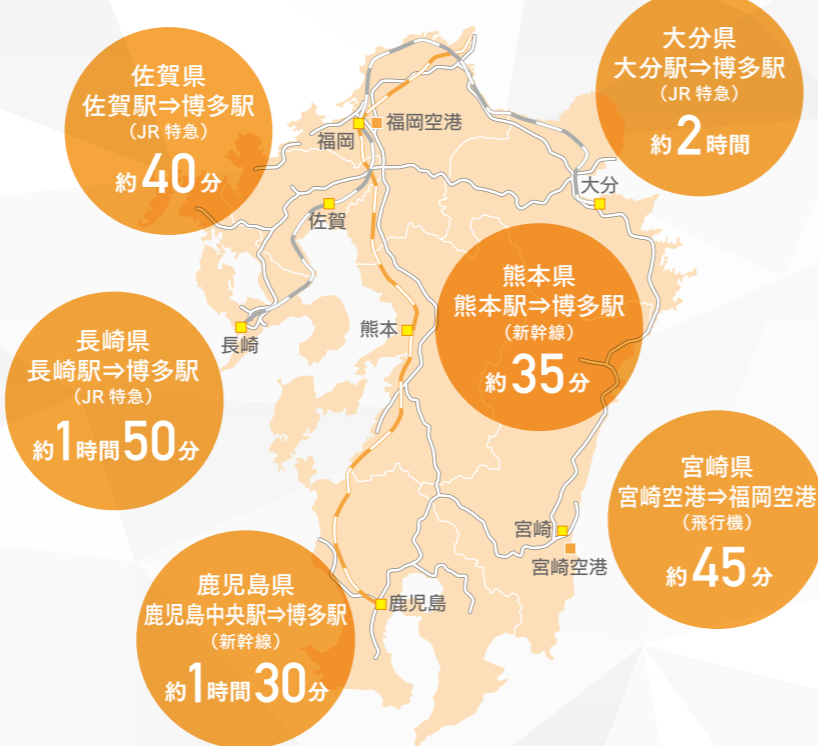 佐賀県
佐賀駅⇒博多駅
（JR 特急）
約40分
大分県
大分駅⇒博多駅
（JR 特急）
約2時間
福岡
福岡空港
佐賀
大分
長崎
熊本
熊本県
熊本駅⇒博多駅
（新幹線）
約35分
長崎県
長崎駅⇒博多駅
（JR 特急）
約1時間50分
宮崎県
宮崎空港⇒福岡空港
（飛行機）
約45分
宮崎
宮崎空港
鹿児島県
鹿児島中央駅⇒博多駅
（新幹線）
約1時間30分
鹿児島